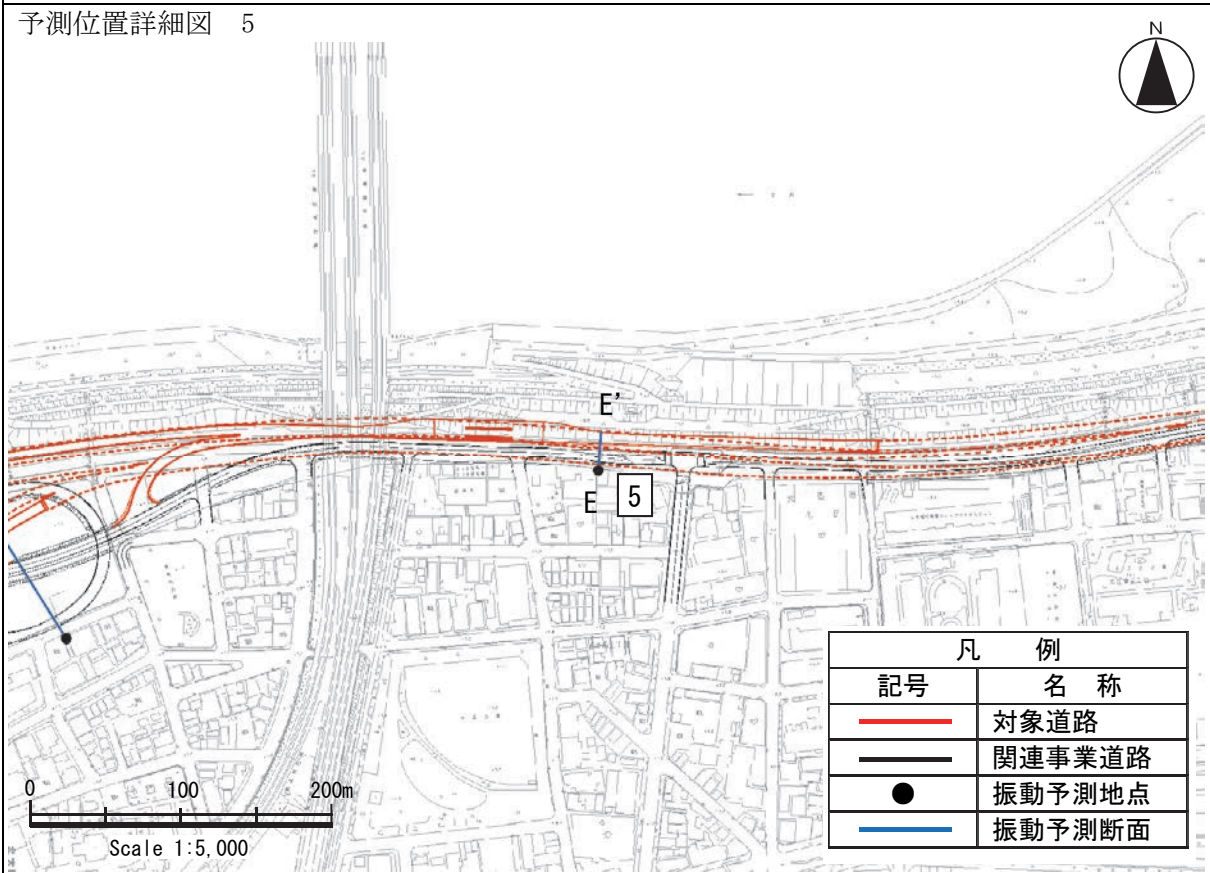 予測位置詳細図 5
N
E'
E
5
凡 例
記号 名 称
対象道路
関連事業道路
振動予測地点
振動予測断面
0 100 200m
Scale 1:5,000